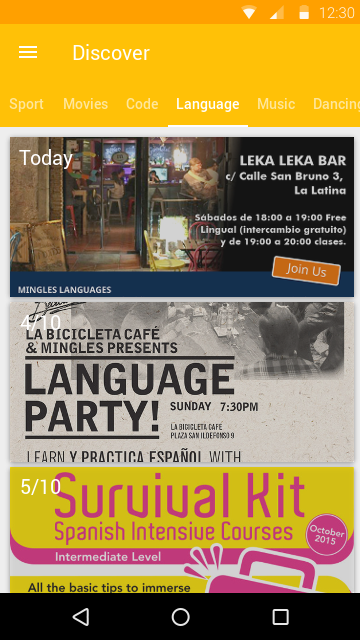 12:30
Discover
Sport Movies Code Language Music Dancing
Today
LEKA LEKA BAR
c/ Calle San Bruno 3,
La Latina
Sábados de 18:00 a 19:00 Free
Lingual (intercambio gratuito)
y de 19:00 a 20:00 clases.
Join Us
MINGLES LANGUAGES
4/10
LA BICICLETA CAFÉ
& MINGLES PRESENTS
LANGUAGE
PARTY!
SUNDAY 7:30PM
LA BICICLETA CAFE
PLAZA SAN ILDEFONSO 9
LEARN Y PRACTICA ESPAÑOL WITH
5/10
Survival Kit
Spanish Intensive Courses
October
2015
Intermediate Level
All the basic tips to immerse